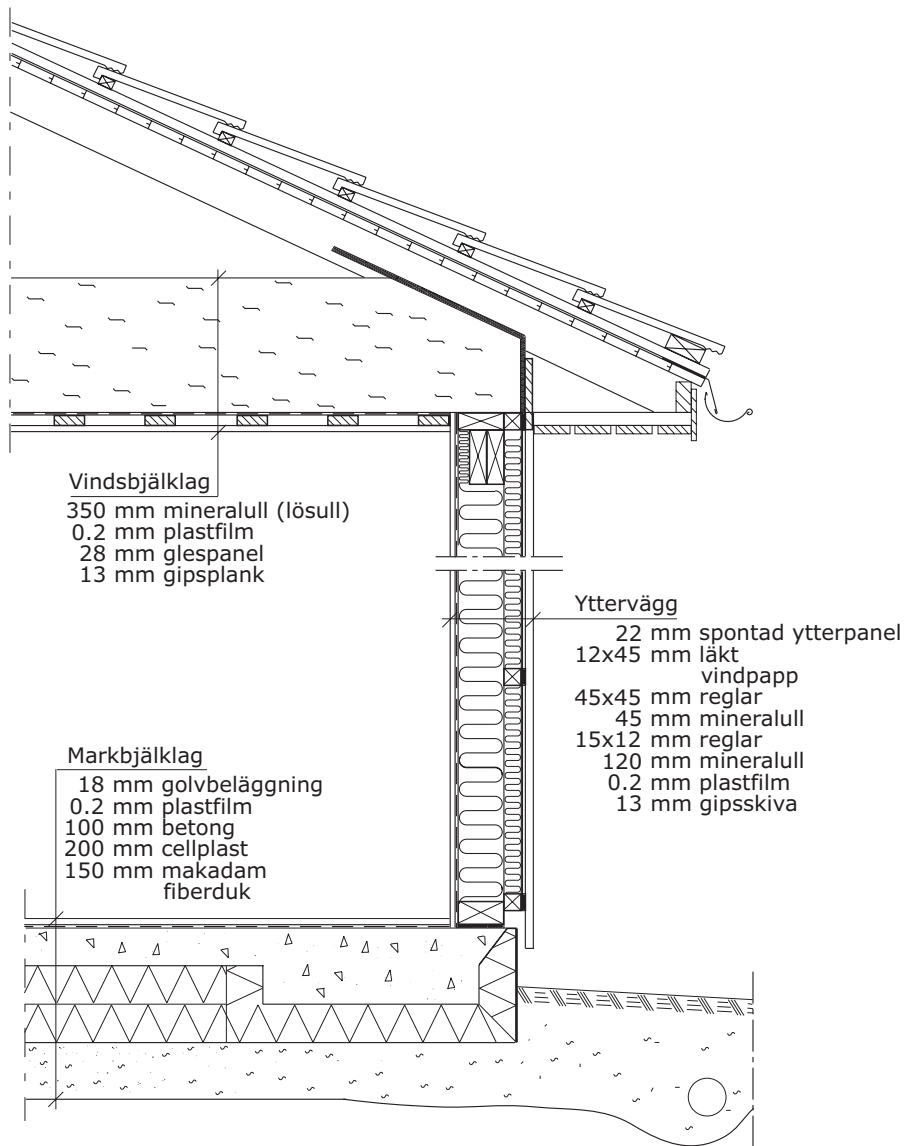 Vindsbjälklag
350 mm mineralull (lösull)
0.2 mm plastfilm
28 mm glespanel
13 mm gipsplank
Yttervägg
22 mm spontad ytterpanel
12x45 mm läkt
vindpapp
45x45 mm reglar
45 mm mineralull
15x12 mm reglar
120 mm mineralull
0.2 mm plastfilm
13 mm gipsskiva
Markbjälklag
18 mm golvbeläggning
0.2 mm plastfilm
100 mm betong
200 mm cellplast
150 mm makadam
fiberduk